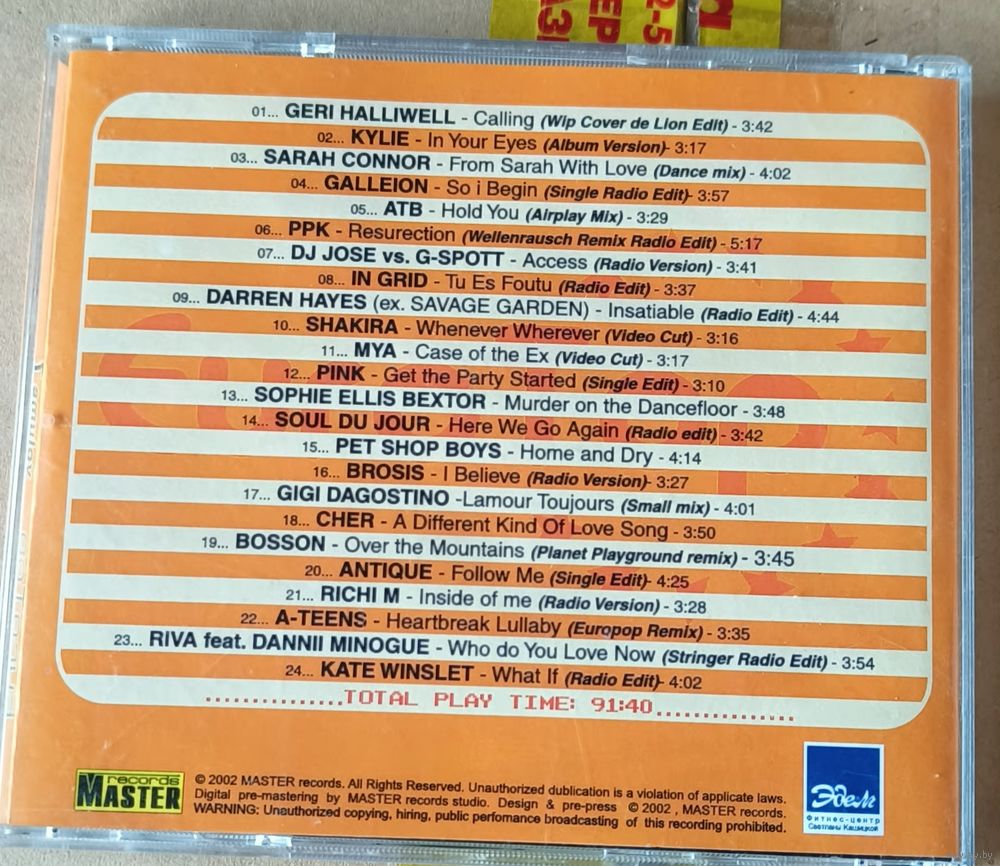 01... GERI HALLIWELL - Calling (Wip Cover de Lion Edit) - 3:42
02... KYLIE - In Your Eyes (Album Version)- 3:17
03... SARAH CONNOR - From Sarah With Love (Dance mix) - 4:02
04... GALLEION - So i Begin (Single Radio Edit)- 3:57
05... ATB - Hold You (Airplay Mix) - 3:29
06... PPK - Resurection (Wellenrausch Remix Radio Edit) - 5:17
07... DJ JOSE vs. G-SPOTT - Access (Radio Version) - 3:41
08... IN GRID - Tu Es Foutu (Radio Edit) - 3:37
09... DARREN HAYES (ex. SAVAGE GARDEN) - Insatiable (Radio Edit) - 4:44
10... SHAKIRA - Whenever Wherever (Video Cut) - 3:16
11... MYA - Case of the Ex (Video Cut) - 3:17
12... PINK - Get the Party Started (Single Edit) - 3:10
13... SOPHIE ELLIS BEXTOR - Murder on the Dancefloor - 3:48
14... SOUL DU JOUR - Here We Go Again (Radio edit) - 3:42
15... PET SHOP BOYS - Home and Dry - 4:14
16... BROSIS - I Believe (Radio Version) - 3:27
17... GIGI DAGOSTINO -Lamour Toujours (Small mix) - 4:01
18... CHER - A Different Kind Of Love Song - 3:50
19... BOSSON - Over the Mountains (Planet Playground remix) - 3:45
20... ANTIQUE - Follow Me (Single Edit)- 4:25
21... RICHI M - Inside of me (Radio Version) - 3:28
22... A-TEENS - Heartbreak Lullaby (Europop Remix) - 3:35
23... RIVA feat. DANNII MINOGUE - Who do You Love Now (Stringer Radio Edit) - 3:54
24... KATE WINSLET - What If (Radio Edit)- 4:02
...............TOTAL PLAY TIME: 91:40...............
records
MASTER
© 2002 MASTER records. All Rights Reserved. Unauthorized dublication is a violation of applicate laws.
Digital pre-mastering by MASTER records studio. Design & pre-press © 2002 , MASTER records.
WARNING: Unauthorized copying, hiring, public perfomance broadcasting of this recording prohibited.
Эдем
Фитнес-центр
Светланы Кашицкой